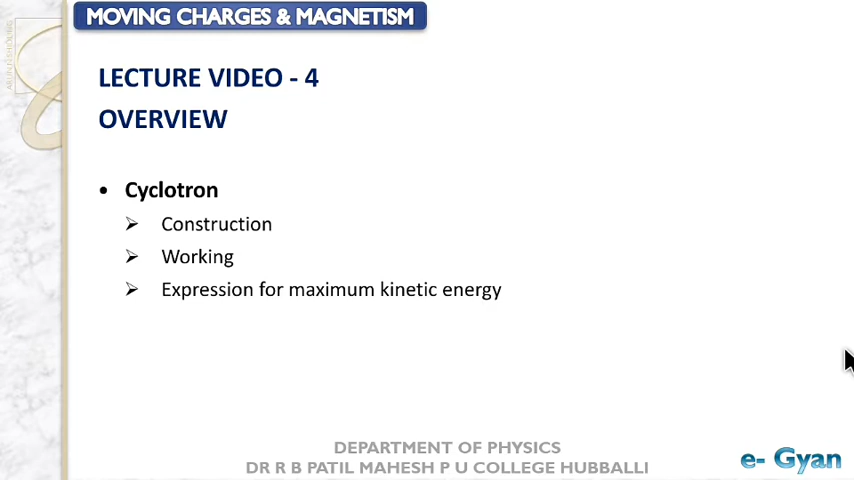 MOVING CHARGES & MAGNETISM
LECTURE VIDEO - 4
OVERVIEW
• Cyclotron
➢ Construction
➢ Working
➢ Expression for maximum kinetic energy
DEPARTMENT OF PHYSICS
DR R B PATIL MAHESH P U COLLEGE HUBBALLI
e- Gyan